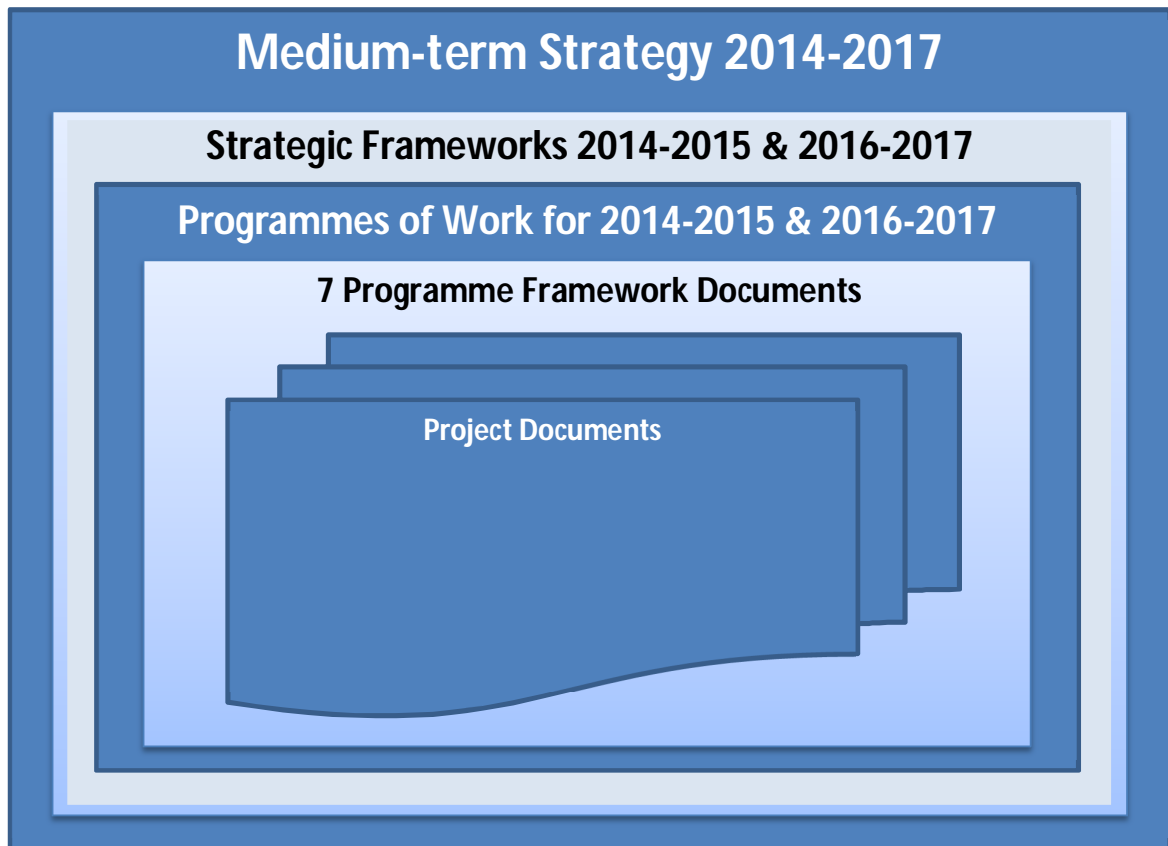 Medium-term Strategy 2014-2017
Strategic Frameworks 2014-2015 & 2016-2017
Programmes of Work for 2014-2015 & 2016-2017
7 Programme Framework Documents
Project Documents